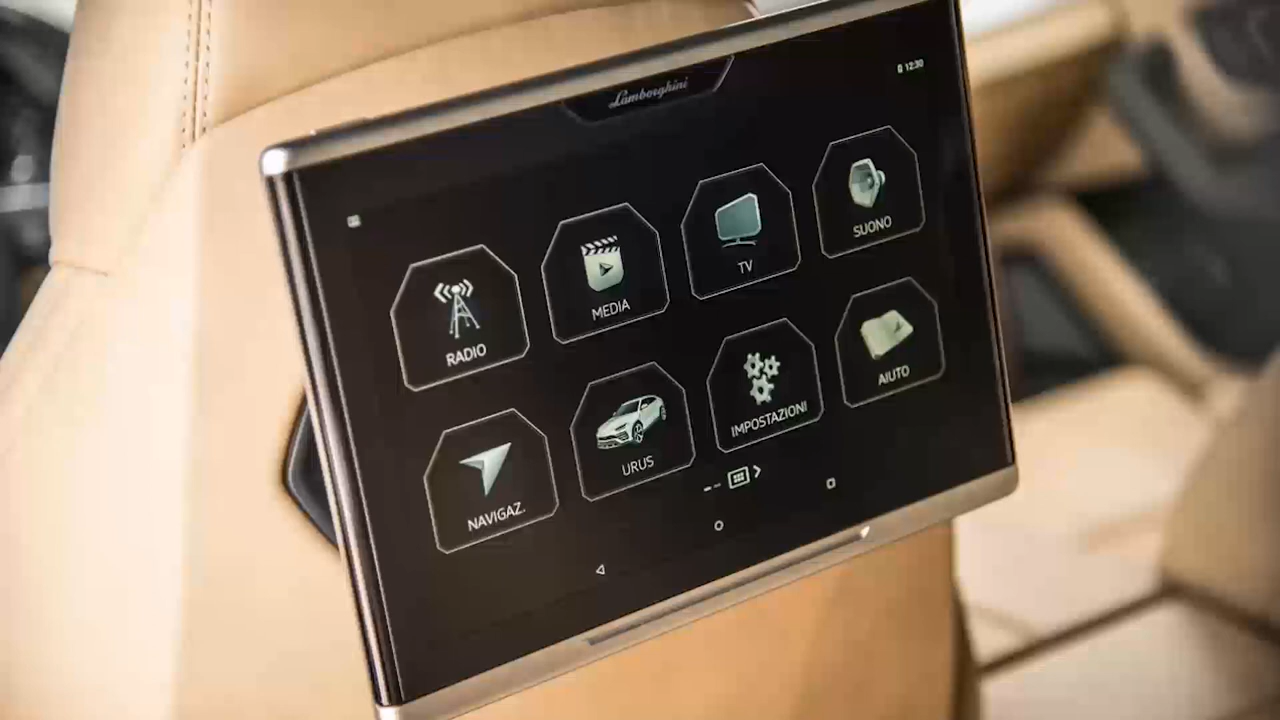 Lamborghini
12:30
RADIO
MEDIA
TV
SUONO
NAVIGAZ.
URUS
IMPOSTAZIONI
AIUTO